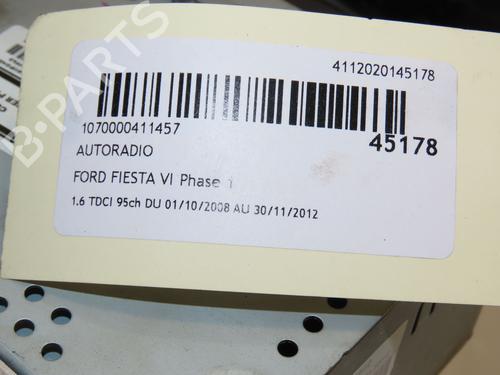 4112020145178
1070000411457
45178
AUTORADIO
FORD FIESTA VI Phase 1
1.6 TDCI 95ch DU 01/10/2008 AU 30/11/2012
B-PARTS